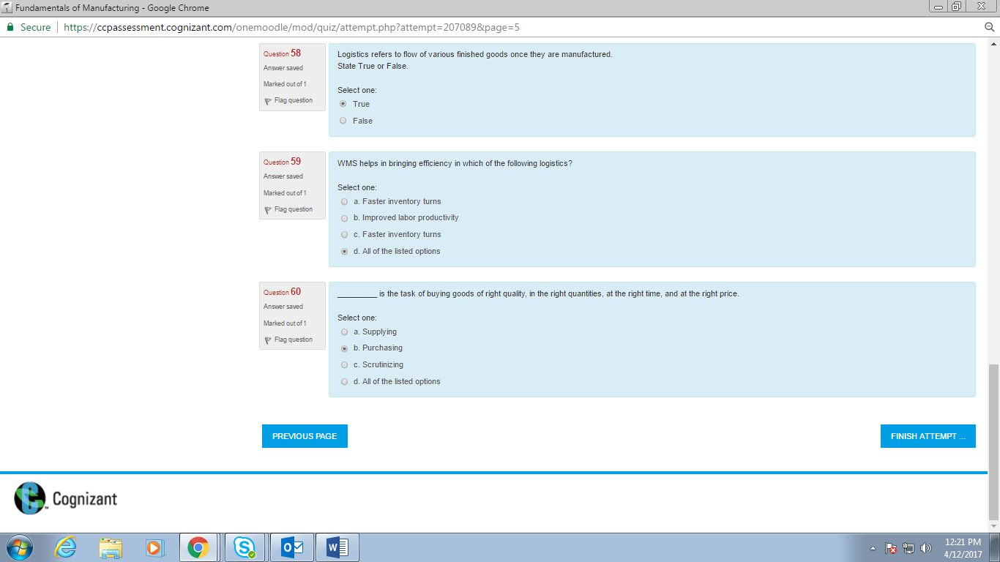 Fundamentals of Manufacturing - Google Chrome
Secure https://ccpassessment.cognizant.com/onemoodle/mod/quiz/attempt.php?attempt=207089&page=5
Question 58
Answer saved
Marked out of 1
Flag question
Logistics refers to flow of various finished goods once they are manufactured.
State True or False.
Select one:
True
False
Question 59
Answer saved
Marked out of 1
Flag question
WMS helps in bringing efficiency in which of the following logistics?
Select one:
a. Faster inventory turns
b. Improved labor productivity
c. Faster inventory turns
d. All of the listed options
Question 60
Answer saved
Marked out of 1
Flag question
__________ is the task of buying goods of right quality, in the right quantities, at the right time, and at the right price.
Select one:
a. Supplying
b. Purchasing
c. Scrutinizing
d. All of the listed options
PREVIOUS PAGE
FINISH ATTEMPT ...
Cognizant
12:21 PM
4/12/2017